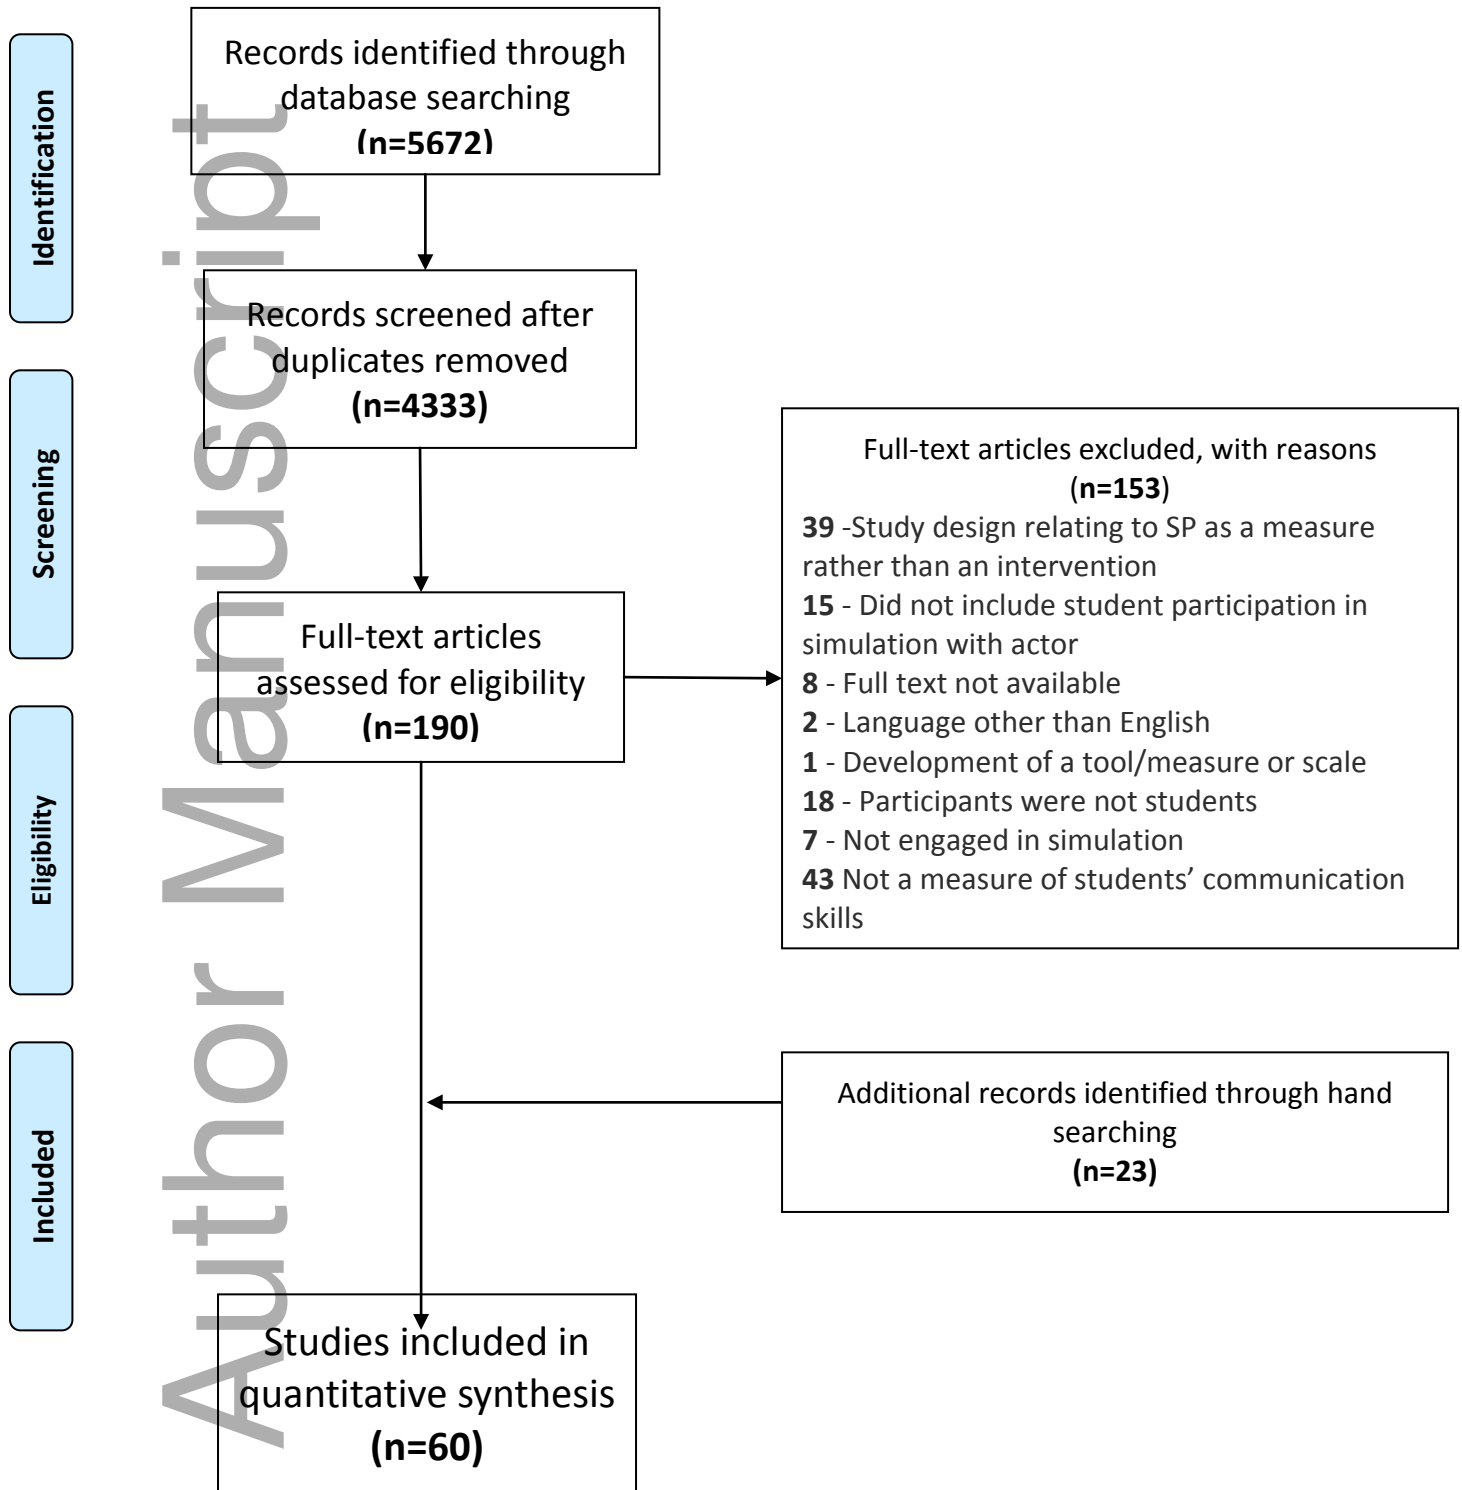 Identification
Records identified through
database searching
(n=5672)
Records screened after
duplicates removed
(n=4333)
Screening
Full-text articles excluded, with reasons
(n=153)
39 -Study design relating to SP as a measure
rather than an intervention
15 - Did not include student participation in
simulation with actor
8 - Full text not available
2 - Language other than English
1 - Development of a tool/measure or scale
18 - Participants were not students
7 - Not engaged in simulation
43 Not a measure of students’ communication
skills
Full-text articles
assessed for eligibility
(n=190)
Eligibility
Additional records identified through hand
searching
(n=23)
Included
Studies included in
quantitative synthesis
(n=60)
Author Manuscript